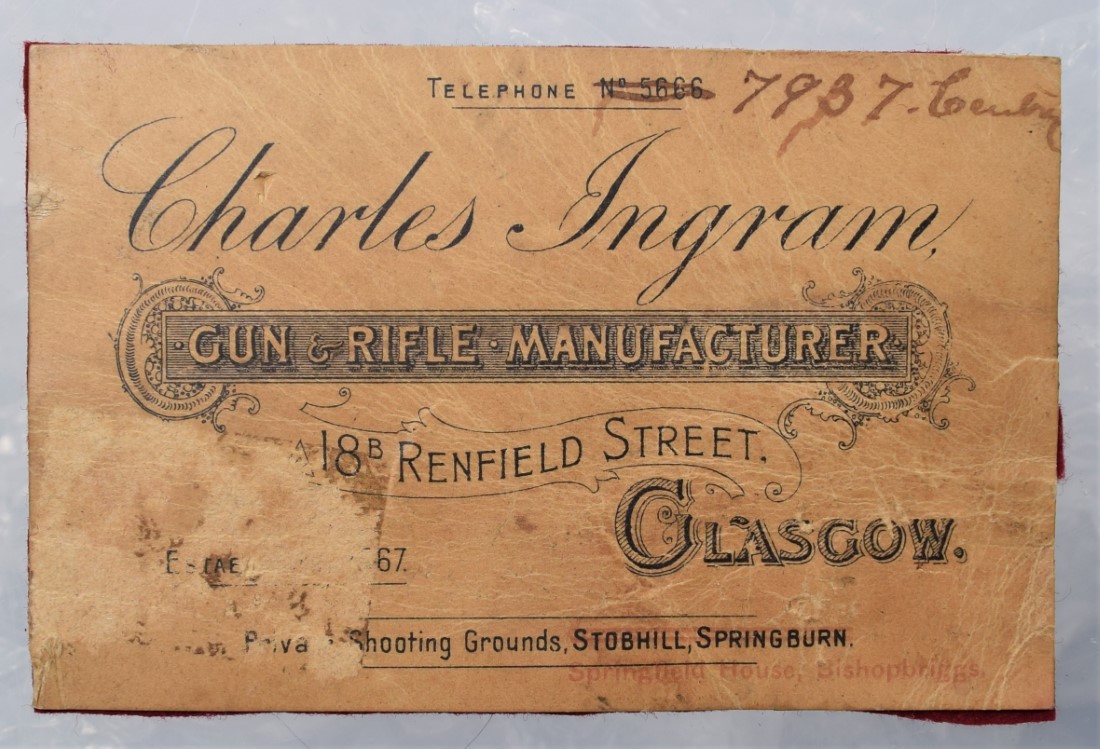 TELEPHONE Nº 5666 7937. Central
Charles Ingram,
GUN & RIFLE MANUFACTURER
18B RENFIELD STREET.
GLASGOW.
67.
Shooting Grounds, STOBHILL, SPRINGBURN.
Springfield House, Bishopbriggs.